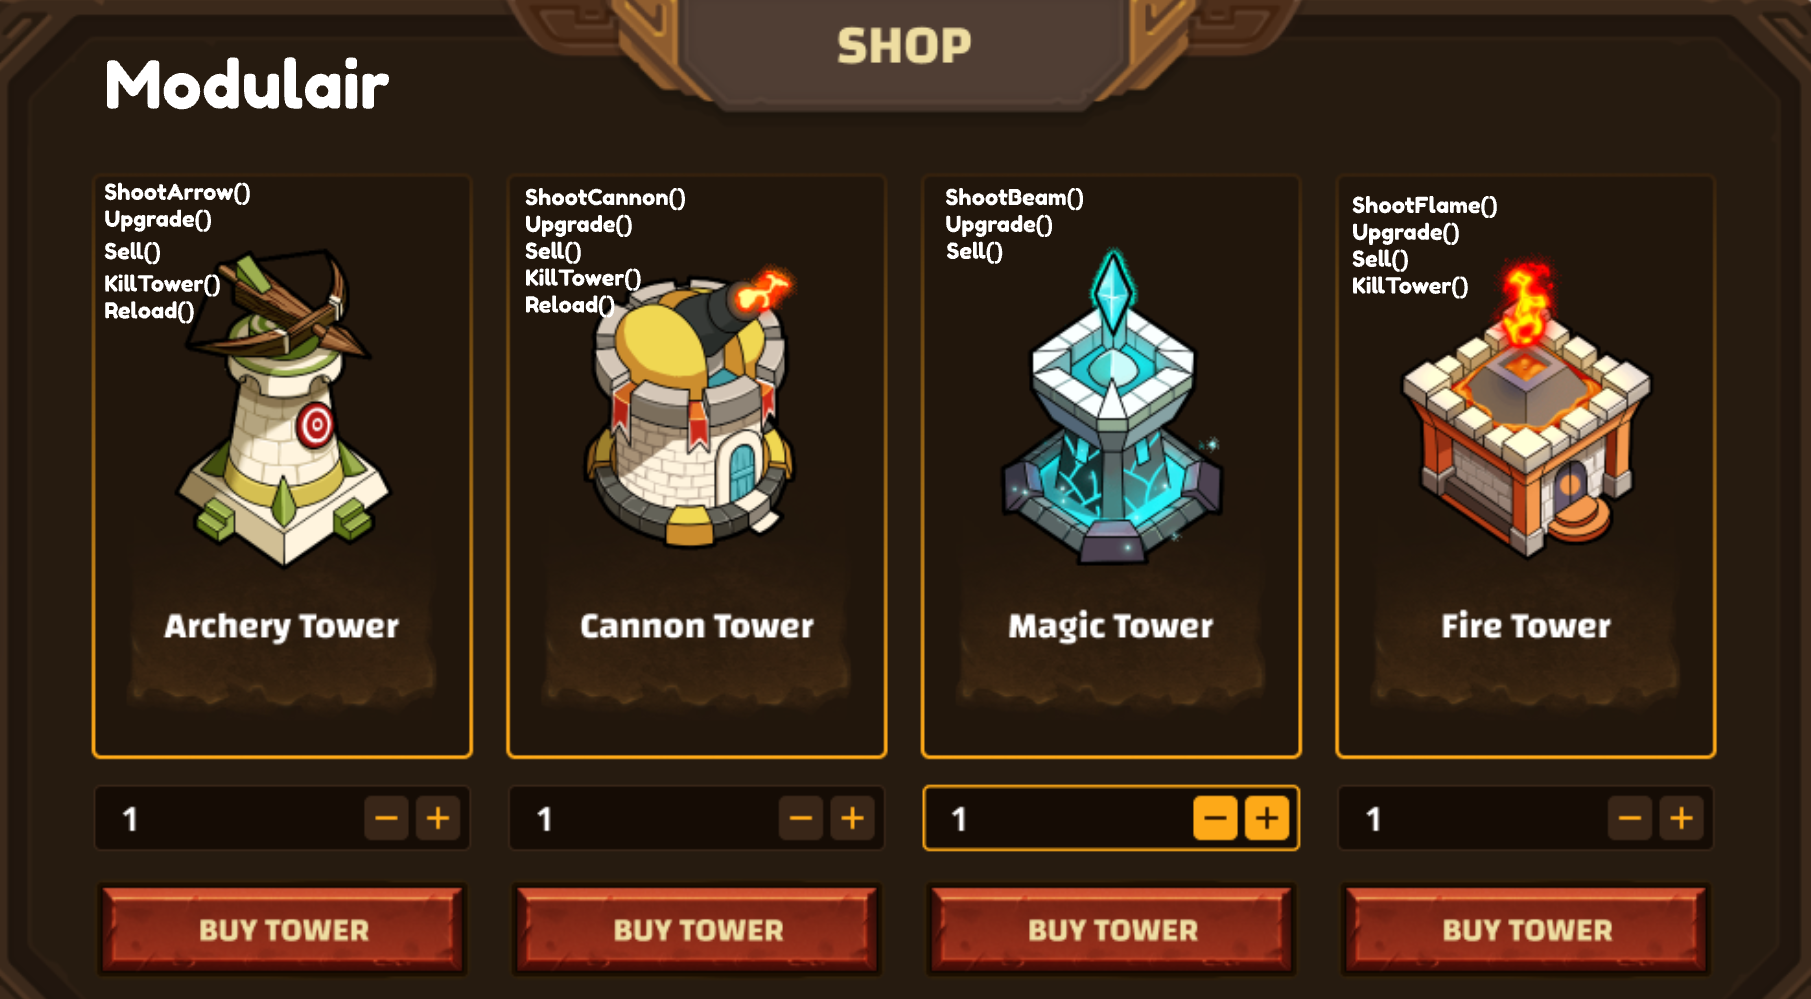 SHOP
Modulair
ShootArrow()
Upgrade()
Sell()
KillTower()
Reload()
Archery Tower
1
BUY TOWER
ShootCannon()
Upgrade()
Sell()
KillTower()
Reload()
Cannon Tower
1
BUY TOWER
ShootBeam()
Upgrade()
Sell()
Magic Tower
1
BUY TOWER
ShootFlame()
Upgrade()
Sell()
KillTower()
Fire Tower
1
BUY TOWER